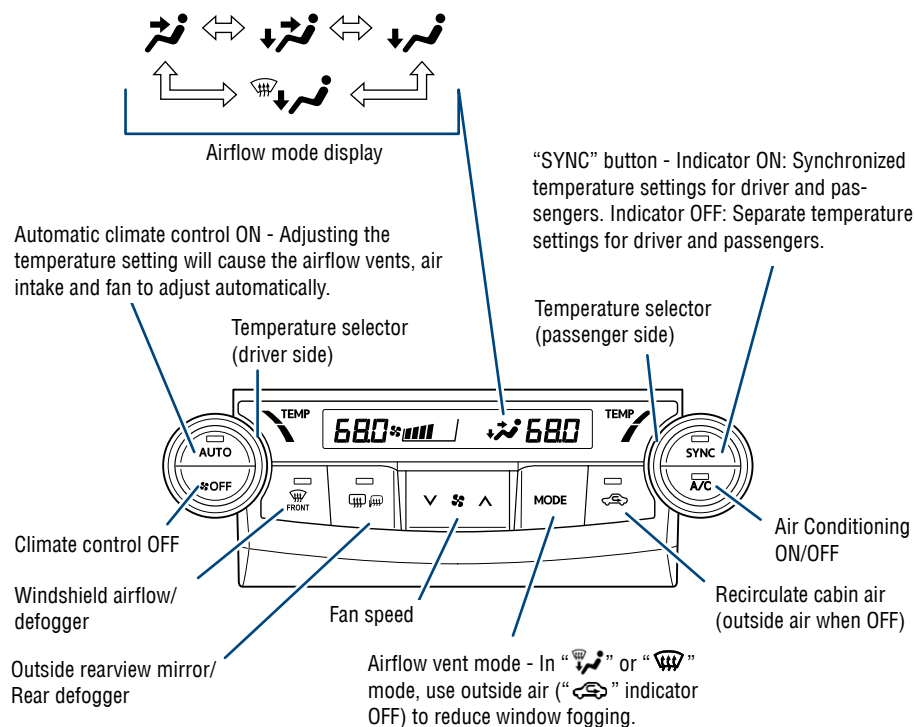 Airflow mode display
“SYNC” button - Indicator ON: Synchronized
temperature settings for driver and pas-
sengers. Indicator OFF: Separate temperature
settings for driver and passengers.
Automatic climate control ON - Adjusting the
temperature setting will cause the airflow vents, air
intake and fan to adjust automatically.
Temperature selector
(driver side)
Temperature selector
(passenger side)
TEMP
68.0
68.0
TEMP
AUTO
OFF
FRONT
MODE
SYNC
A/C
Climate control OFF
Windshield airflow/
defogger
Outside rearview mirror/
Rear defogger
Fan speed
Airflow vent mode - In “ ” or “ ”
mode, use outside air (“ ” indicator
OFF) to reduce window fogging.
Air Conditioning
ON/OFF
Recirculate cabin air
(outside air when OFF)